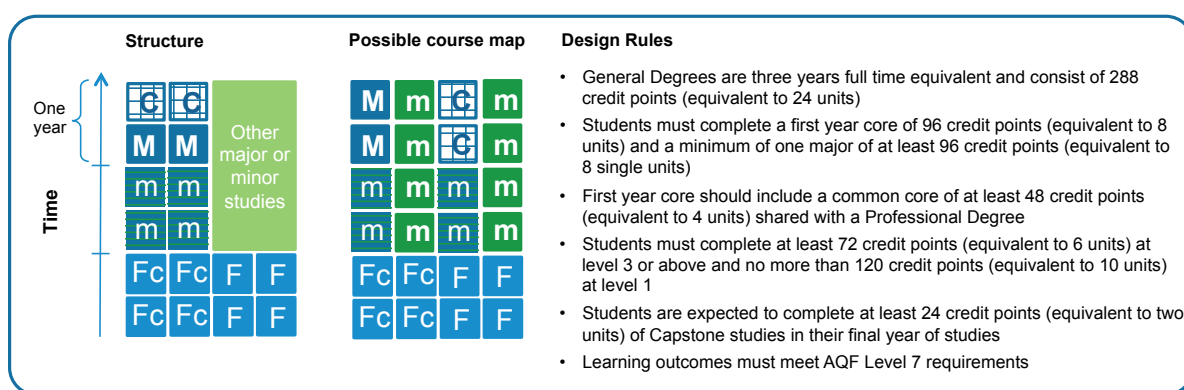 Structure
Possible course map
Design Rules
One
year
Time
C C
M M
m m
m m
Fc Fc F F
Fc Fc F F
Other
major or
minor
studies
M m C m
M m C m
m m m m
m m m m
Fc Fc F F
Fc Fc F F
• General Degrees are three years full time equivalent and consist of 288
credit points (equivalent to 24 units)
• Students must complete a first year core of 96 credit points (equivalent to 8
units) and a minimum of one major of at least 96 credit points (equivalent to
8 single units)
• First year core should include a common core of at least 48 credit points
(equivalent to 4 units) shared with a Professional Degree
• Students must complete at least 72 credit points (equivalent to 6 units) at
level 3 or above and no more than 120 credit points (equivalent to 10 units)
at level 1
• Students are expected to complete at least 24 credit points (equivalent to two
units) of Capstone studies in their final year of studies
• Learning outcomes must meet AQF Level 7 requirements